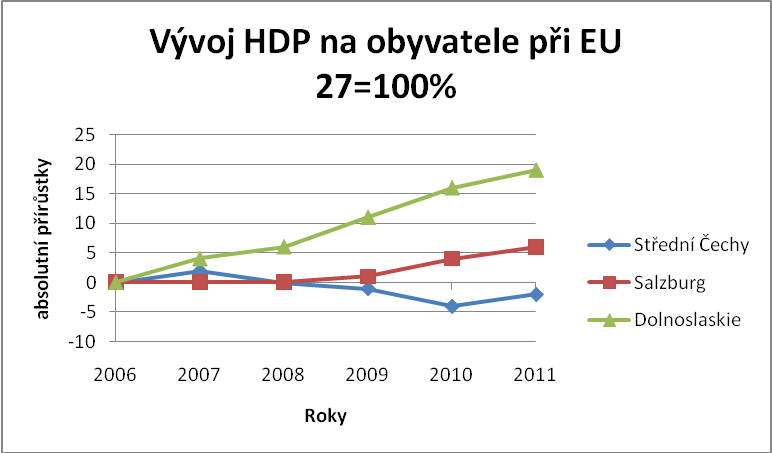 Vývoj HDP na obyvatele při EU
27=100%
absolutní přírůstky
25
20
15
10
5
0
-5
-10
2006 2007 2008 2009 2010 2011
Roky
Střední Čechy
Salzburg
Dolnoslaskie